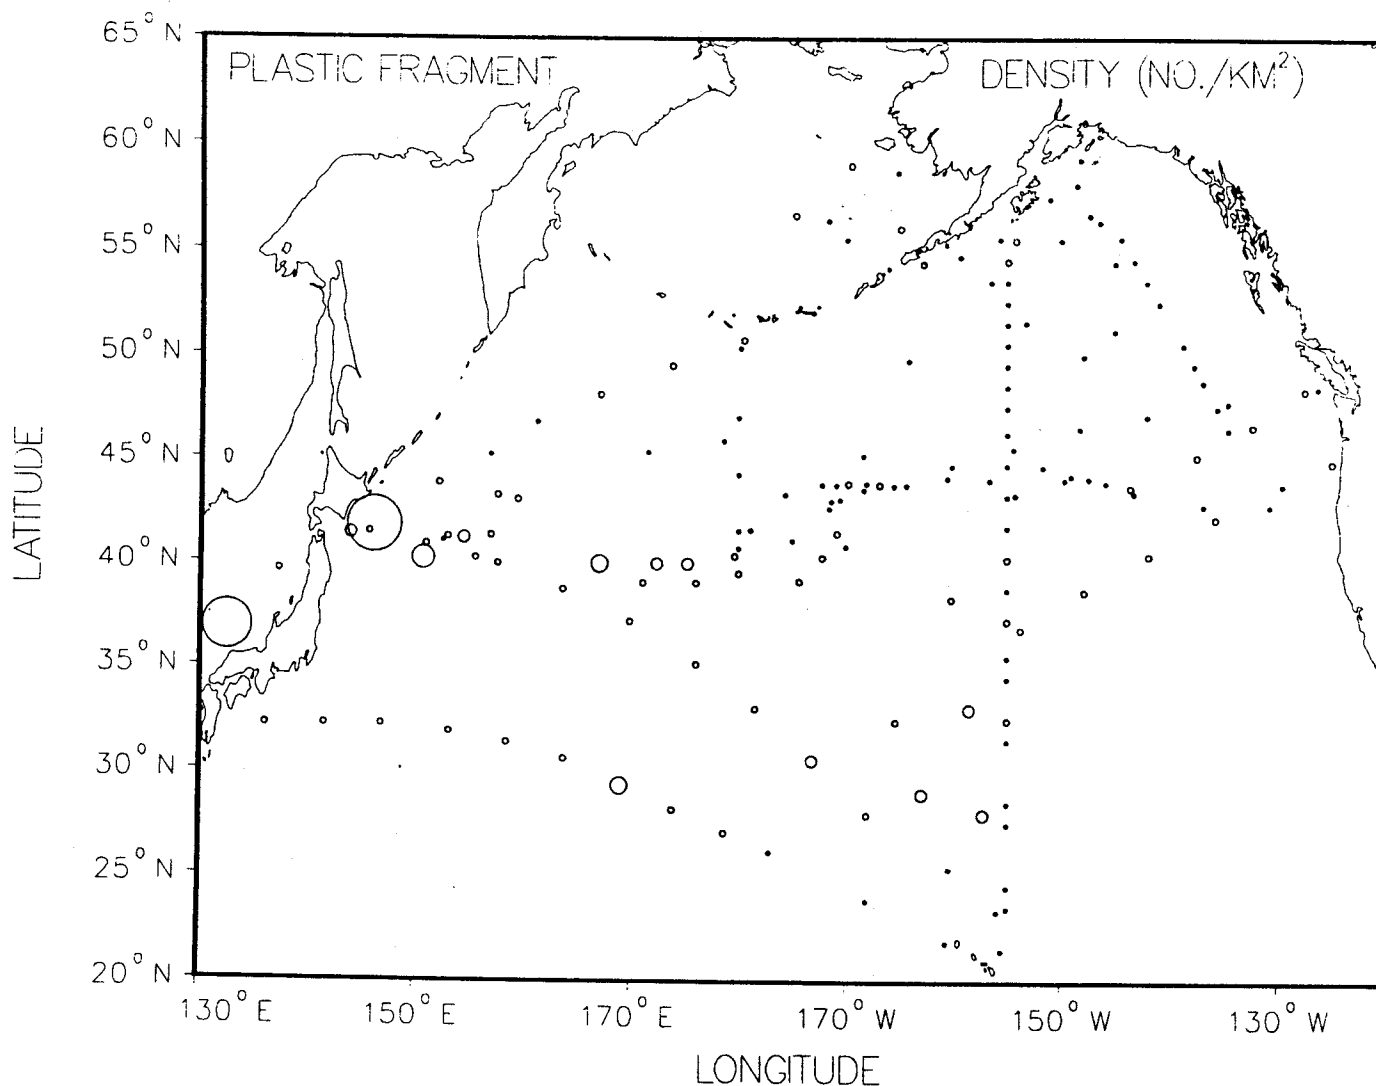 PLASTIC FRAGMENT DENSITY (NO./KM²)
65° N
60° N
55° N
50° N
45° N
40° N
35° N
30° N
25° N
20° N
LATITUDE
130° E 150° E 170° E 170° W 150° W 130° W
LONGITUDE